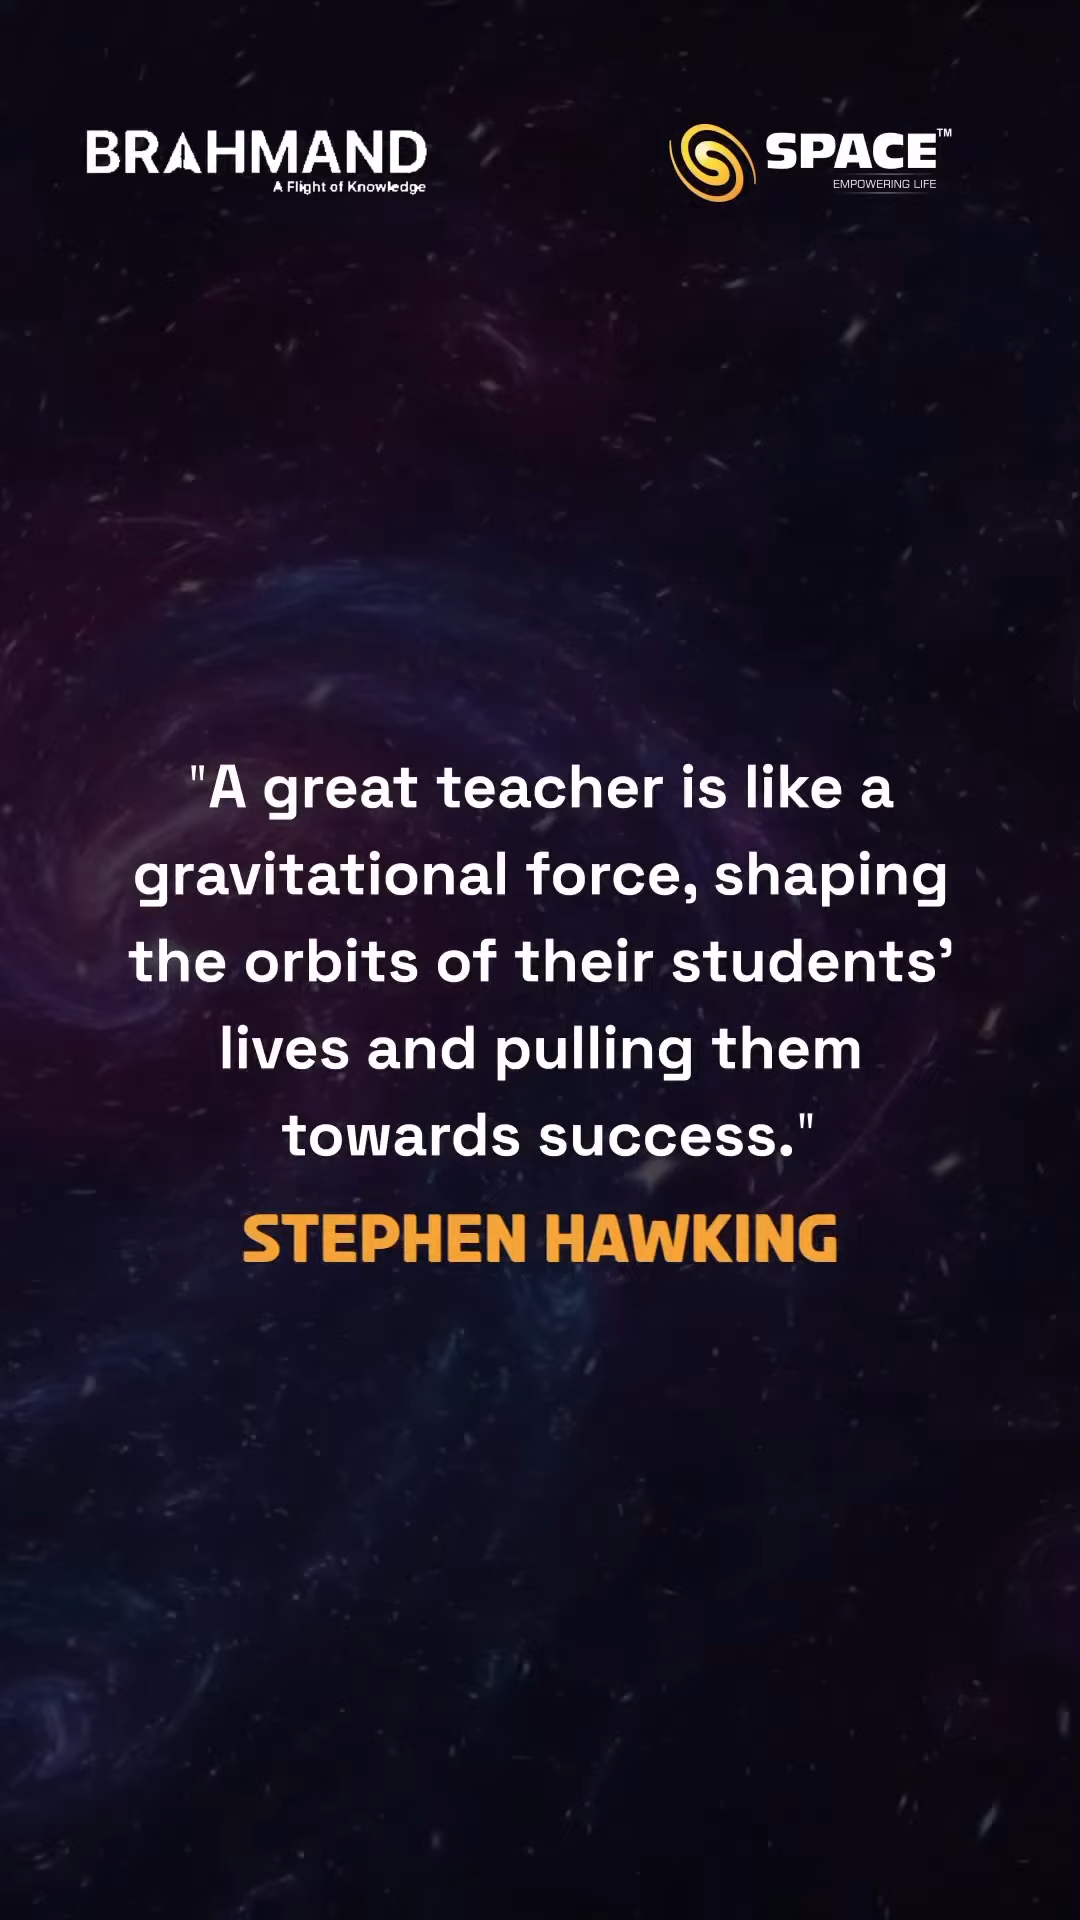 BRAHMAND
A Flight of Knowledge
SPACE™
EMPOWERING LIFE
"A great teacher is like a
gravitational force, shaping
the orbits of their students’
lives and pulling them
towards success."
STEPHEN HAWKING